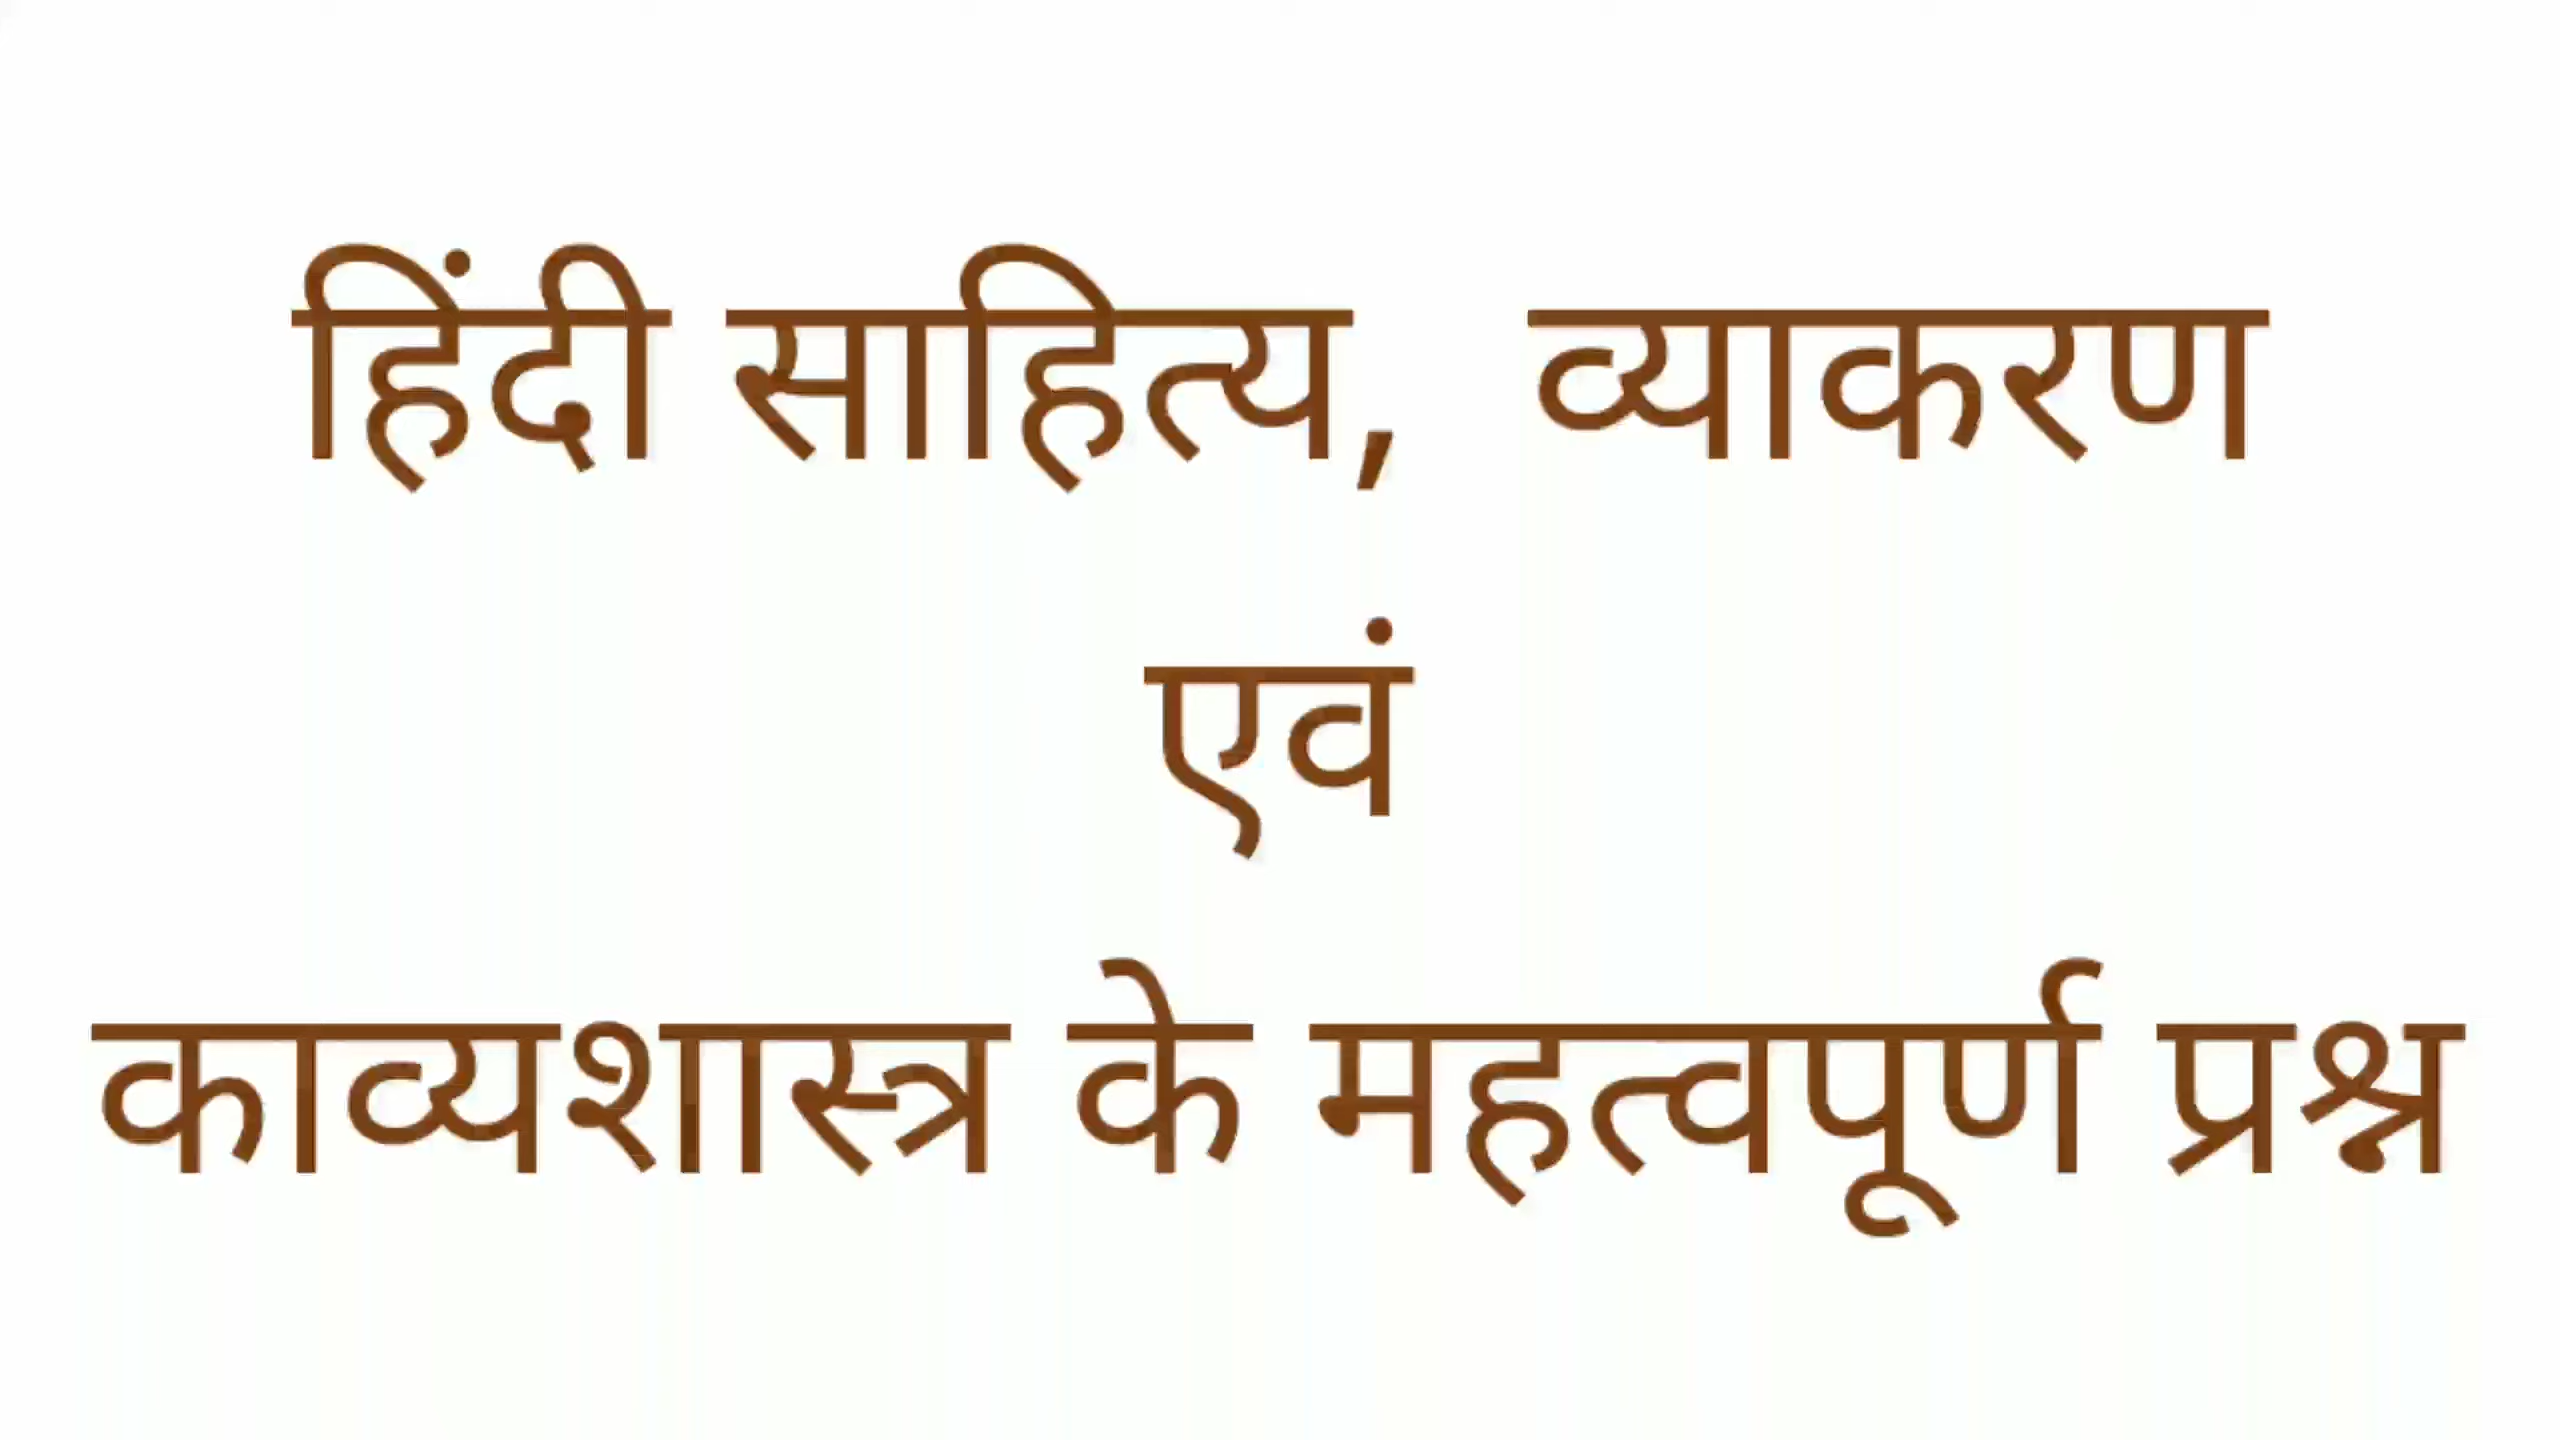 हिंदी साहित्य, व्याकरण
एवं
काव्यशास्त्र के महत्वपूर्ण प्रश्न